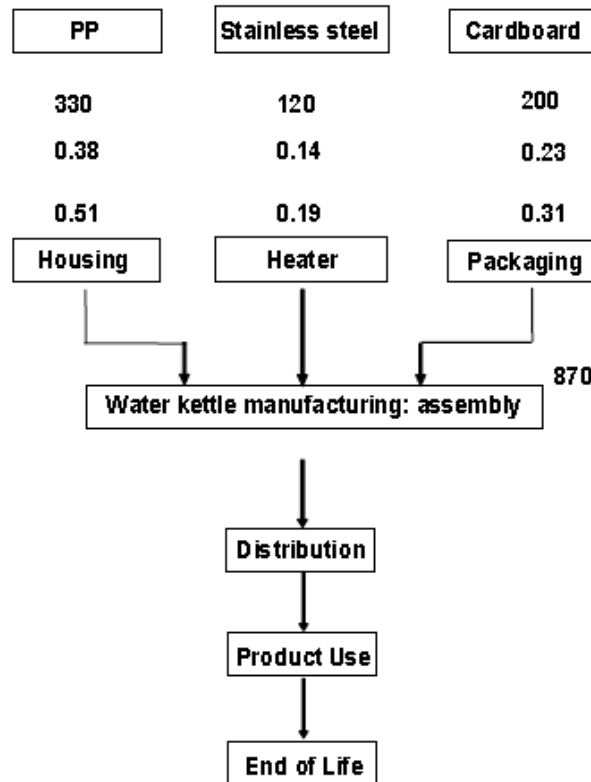 PP Stainless steel Cardboard
330 120 200
0.38 0.14 0.23
0.51 0.19 0.31
Housing Heater Packaging
870
Water kettle manufacturing: assembly
Distribution
Product Use
End of Life